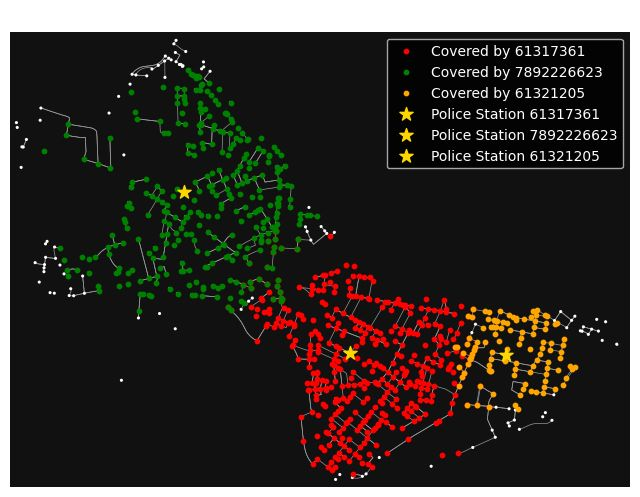 Covered by 61317361
Covered by 7892226623
Covered by 61321205
Police Station 61317361
Police Station 7892226623
Police Station 61321205